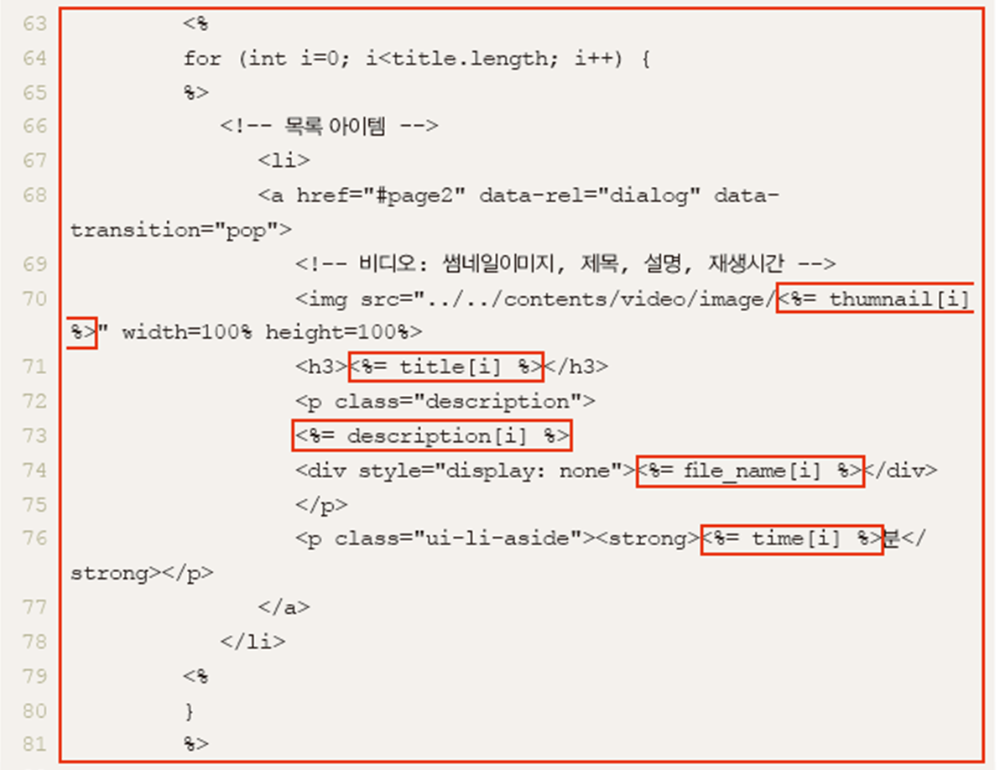 63 <%
64 for (int i=0; i<title.length; i++) {
65 %>
66 <!-- 목록 아이템 -->
67 <li>
68 <a href="#page2" data-rel="dialog" data-
transition="pop">
69 <!-- 비디오: 썸네일이미지, 제목, 설명, 재생시간 -->
70 <img src="../../contents/video/image/<%= thumnail[i]
%>" width=100% height=100%>
71 <h3><%= title[i] %></h3>
72 <p class="description">
73 <%= description[i] %>
74 <div style="display: none"><%= file_name[i] %></div>
75 </p>
76 <p class="ui-li-aside"><strong><%= time[i] %>분</
strong></p>
77 </a>
78 </li>
79 <%
80 }
81 %>